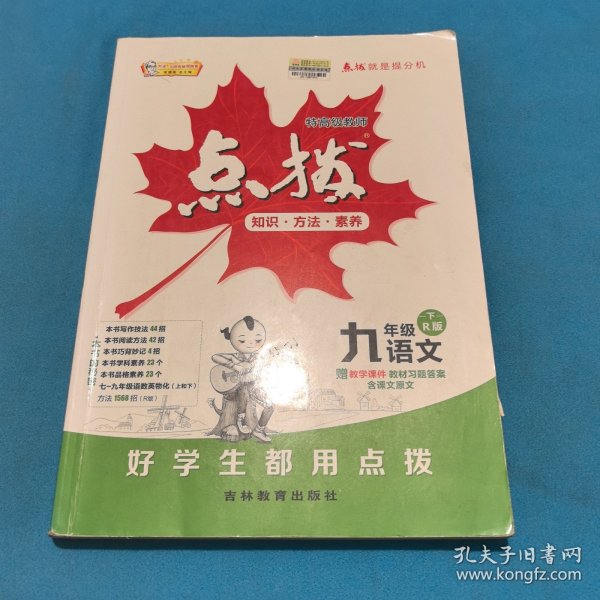 点拨就是提分机
特高级教师
点拨®
知识·方法·素养
九年级
语文
下
R版
赠 教学课件 教材习题答案
含课文原文
本书写作技法44招
本书阅读方法42招
本书巧背妙记4招
本书学科素养23个
本书品格素养23个
七~九年级语数英物化(上和下)
方法1568招(R版)
好学生都用点拨
吉林教育出版社
孔夫子旧书网
www.kongfz.com